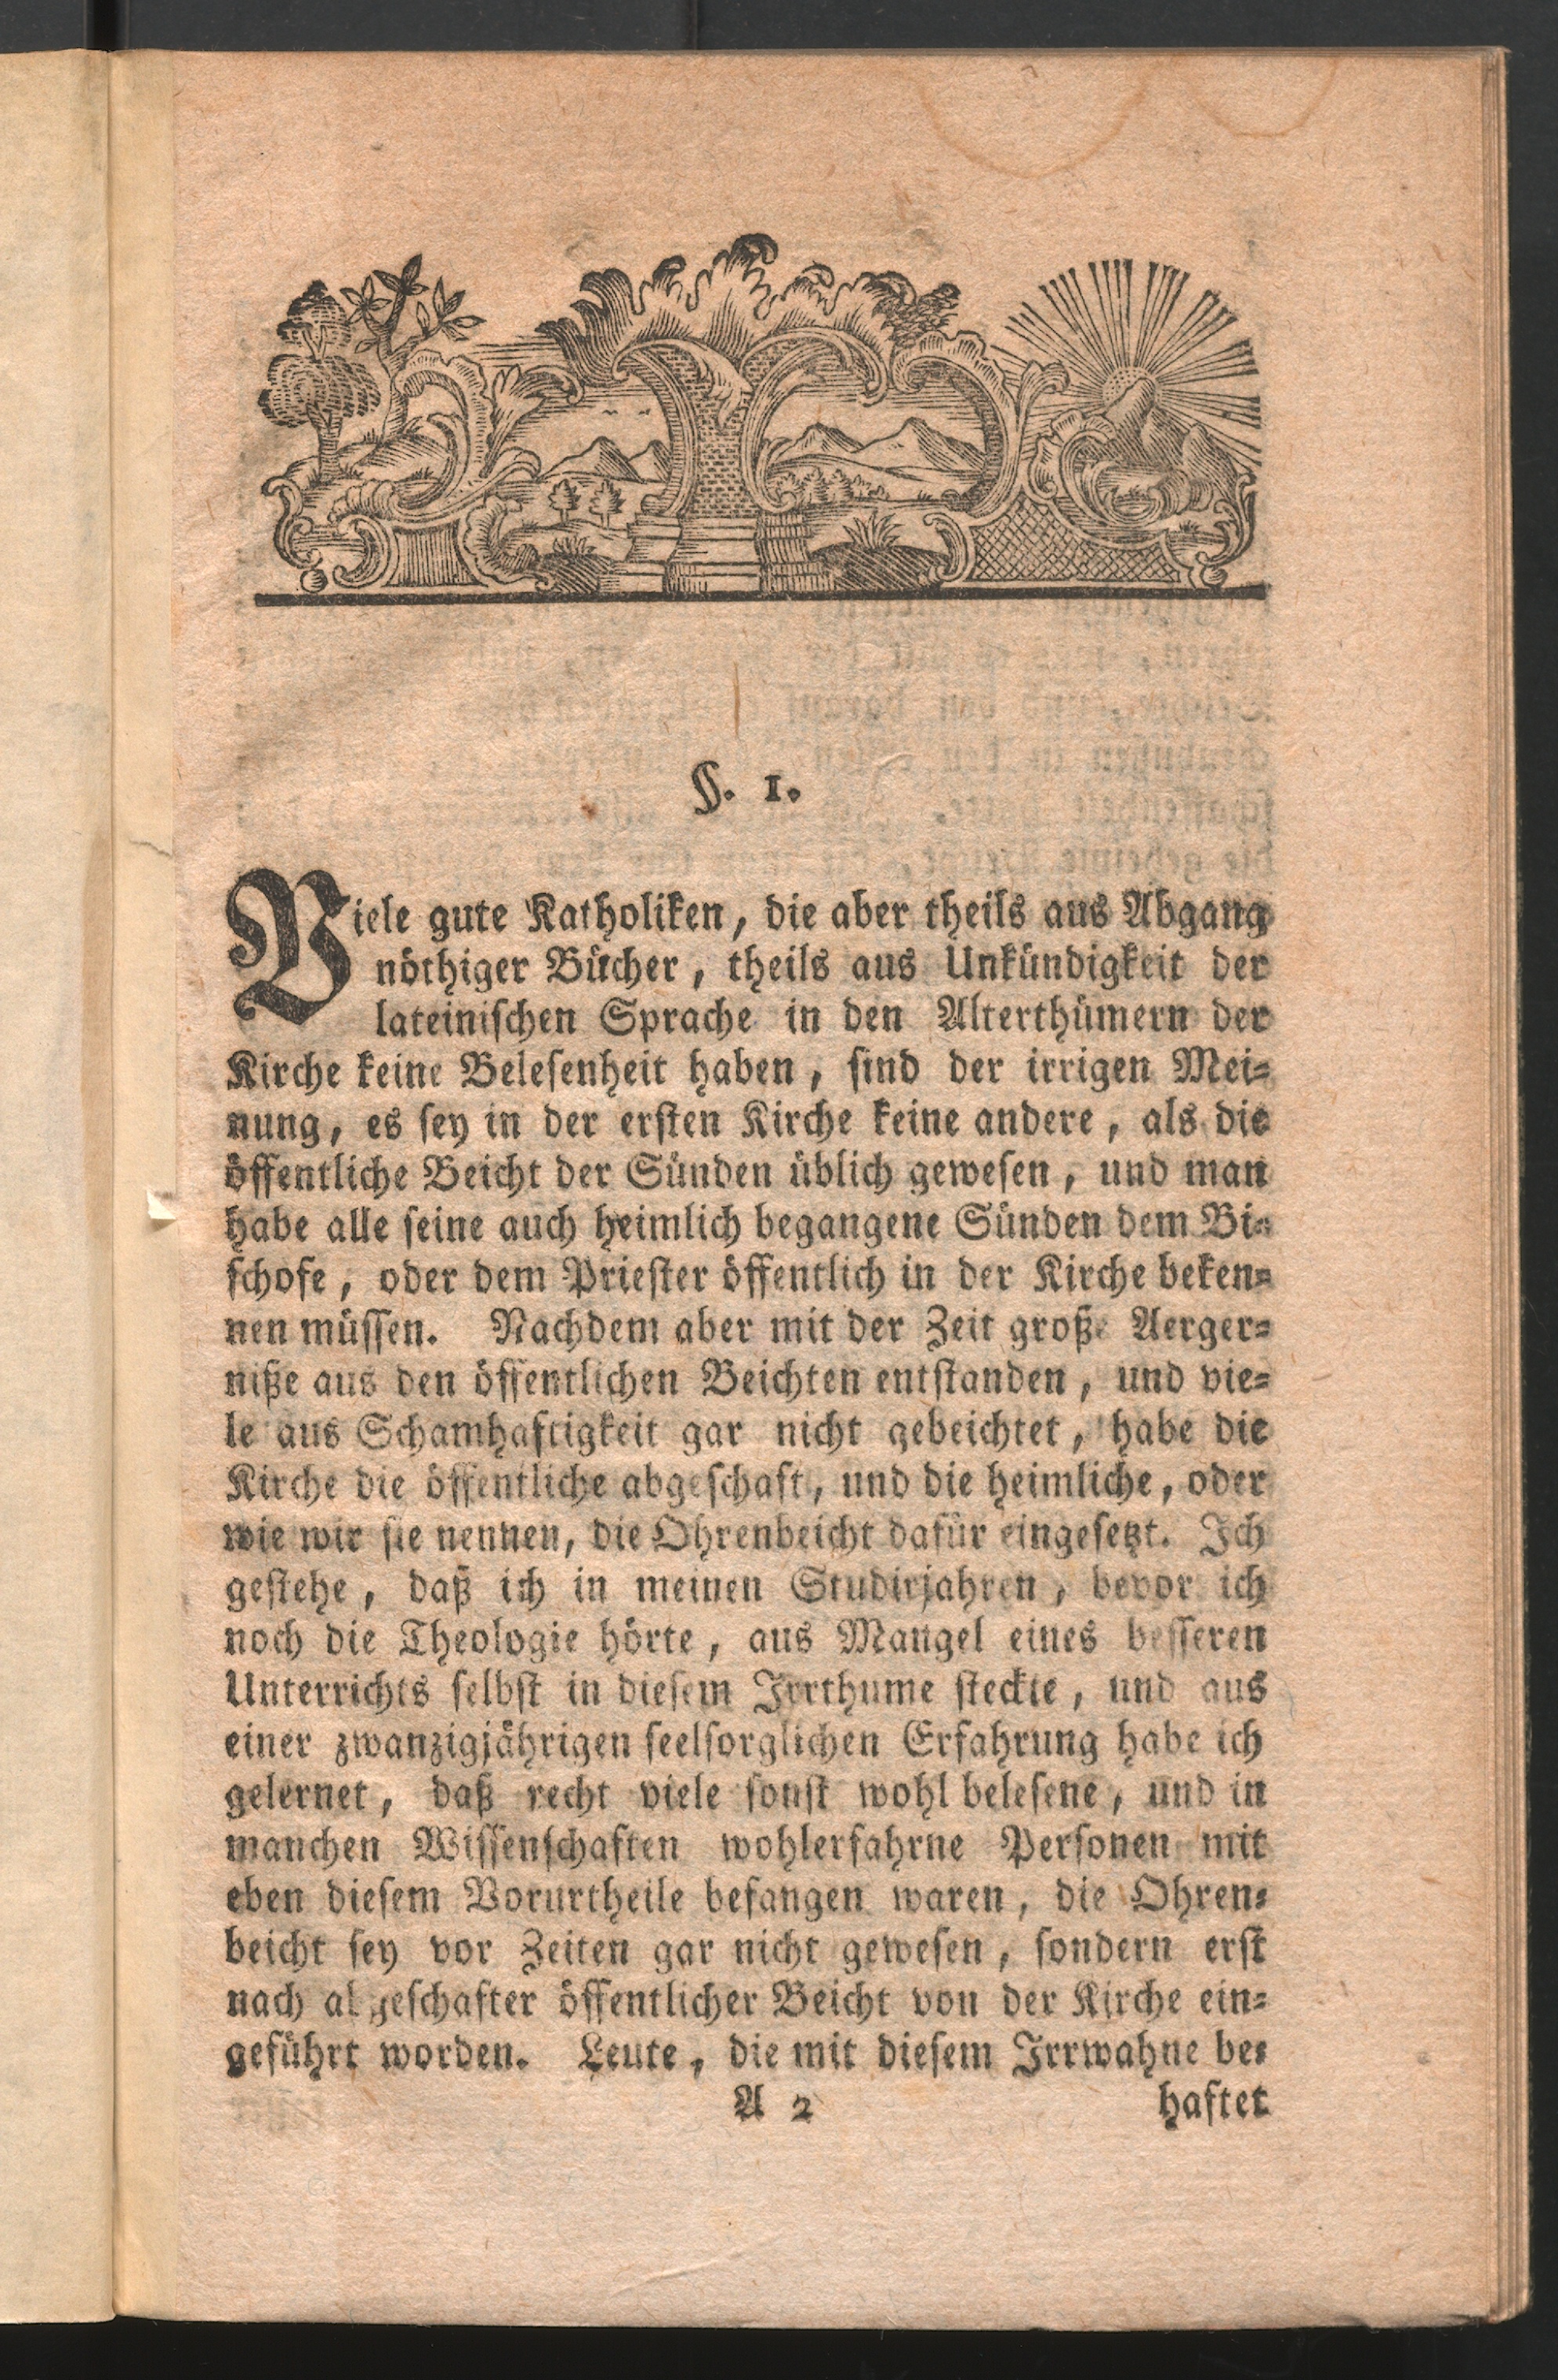 §. 1.
Viele gute Katholiken, die aber theils aus Abgang
nöthiger Bücher, theils aus Unkündigkeit der
lateinischen Sprache in den Alterthümern der
Kirche keine Belesenheit haben, sind der irrigen Mei-
nung, es sey in der ersten Kirche keine andere, als die
öffentliche Beicht der Sünden üblich gewesen, und man
habe alle seine auch heimlich begangene Sünden dem Bi-
schofe, oder dem Priester öffentlich in der Kirche beken-
nen müssen. Nachdem aber mit der Zeit große Aerger-
niße aus den öffentlichen Beichten entstanden, und vie-
le aus Schamhaftigkeit gar nicht gebeichtet, habe die
Kirche die öffentliche abgeschaft, und die heimliche, oder
wie wir sie nennen, die Ohrenbeicht dafür eingesetzt. Ich
gestehe, daß ich in meinen Studirjahren, bevor ich
noch die Theologie hörte, aus Mangel eines besseren
Unterrichts selbst in diesem Irrthume steckte, und aus
einer zwanzigjährigen seelsorglichen Erfahrung habe ich
gelernet, daß recht viele sonst wohl belesene, und in
manchen Wissenschaften wohlerfahrne Personen mit
eben diesem Vorurtheile befangen waren, die Ohren-
beicht sey vor Zeiten gar nicht gewesen, sondern erst
nach abgeschafter öffentlicher Beicht von der Kirche ein-
geführt worden. Leute, die mit diesem Irrwahne be-
A 2 haftet